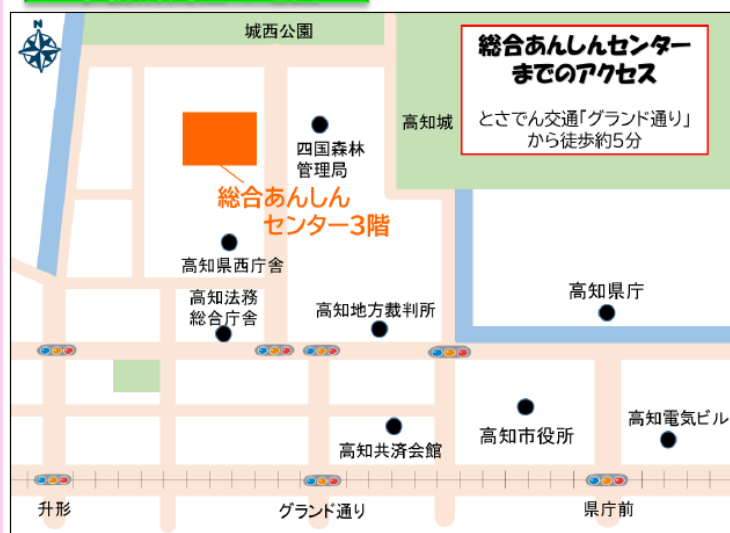 N
城西公園
総合あんしんセンター
までのアクセス
とさでん交通「グランド通り」
から徒歩約5分
高知城
四国森林
管理局
総合あんしん
センター3階
高知県西庁舎
高知法務
総合庁舎
高知地方裁判所
高知県庁
高知共済会館
高知市役所
高知電気ビル
升形
グランド通り
県庁前